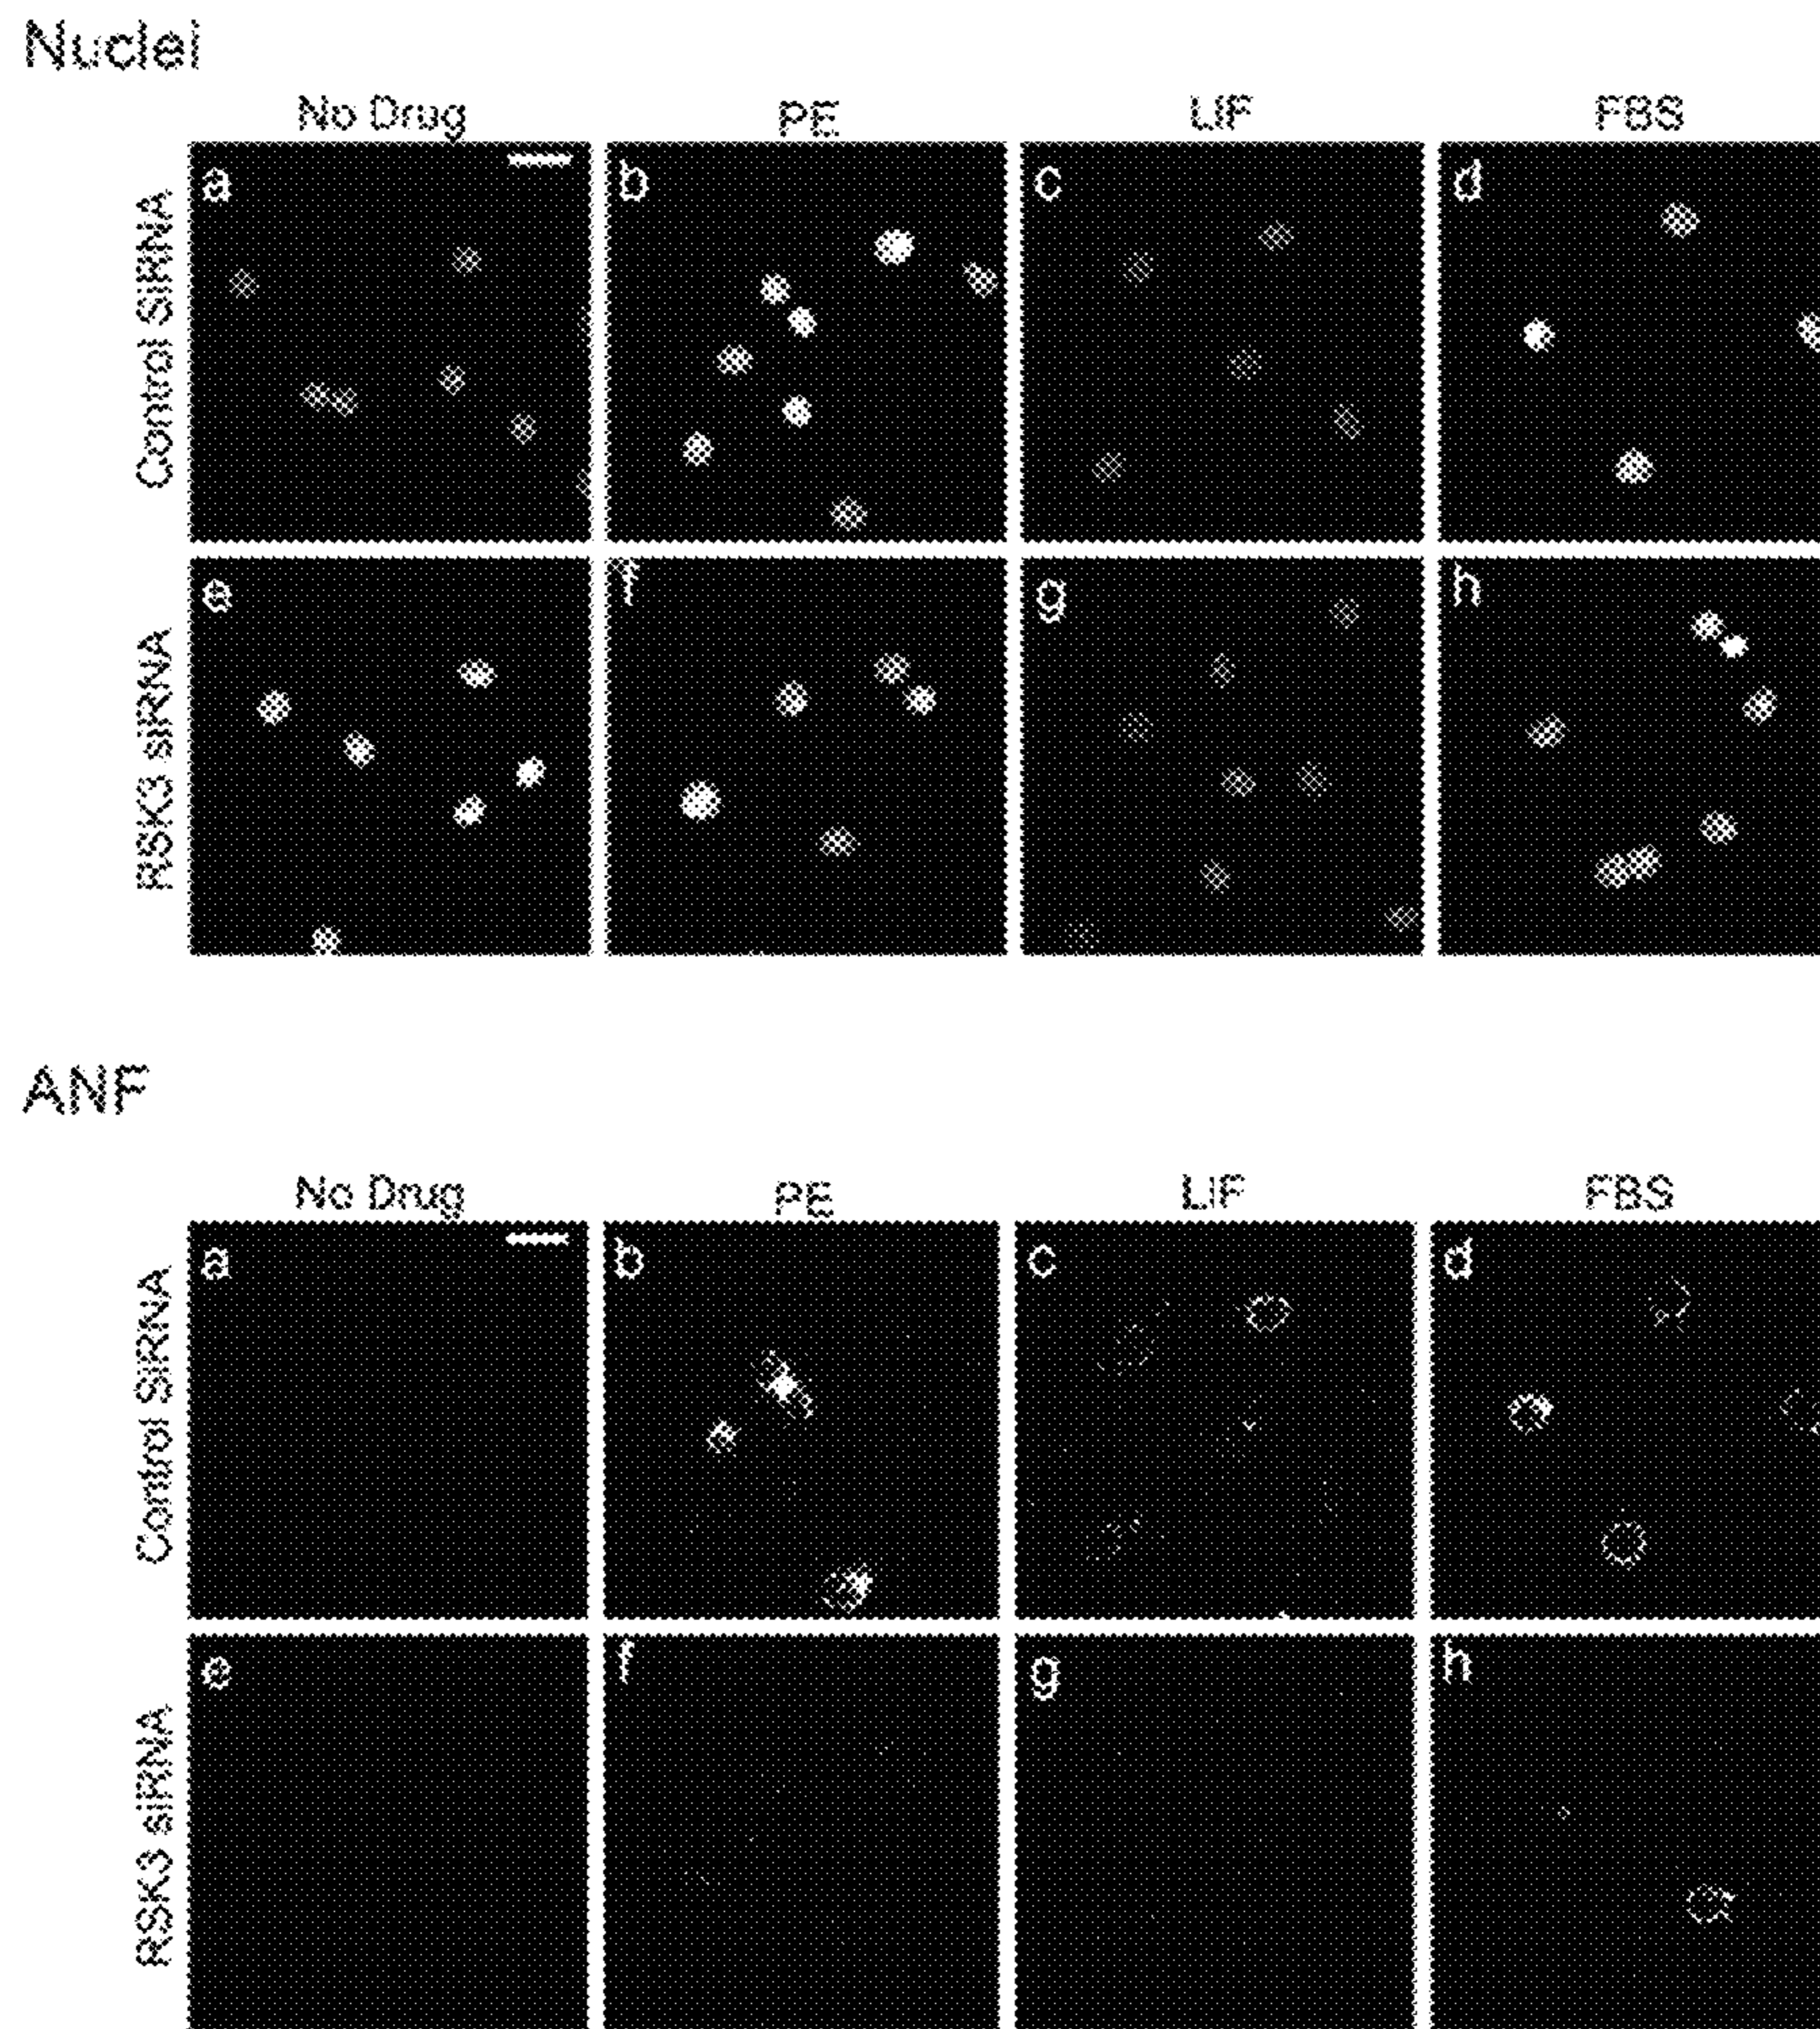 Nuclei
No Drug PE LIF FBS
Control SiRNA
a b c d
RSK3 siRNA
e f g h
ANF
No Drug PE LIF FBS
Control SiRNA
a b c d
RSK3 siRNA
e f g h